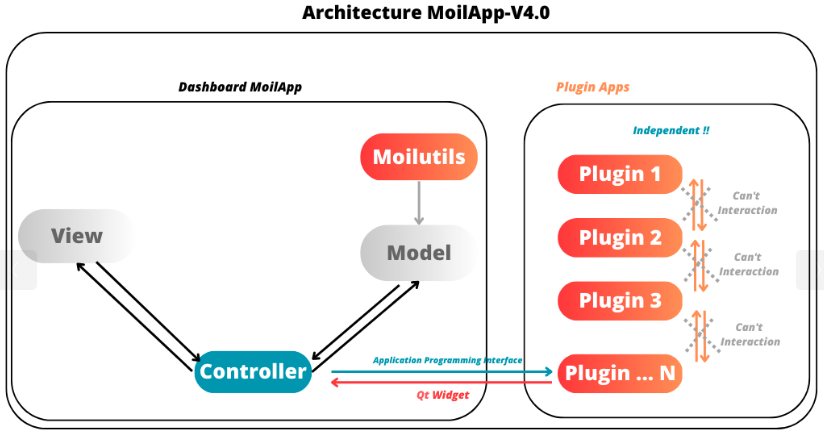 Architecture MoilApp-V4.0
Dashboard MoilApp
Plugin Apps
Independent !!
Moilutils
View
Model
Controller
Application Programming Interface
Qt Widget
Plugin 1
Can't
Interaction
Plugin 2
Can't
Interaction
Plugin 3
Can't
Interaction
Plugin ... N